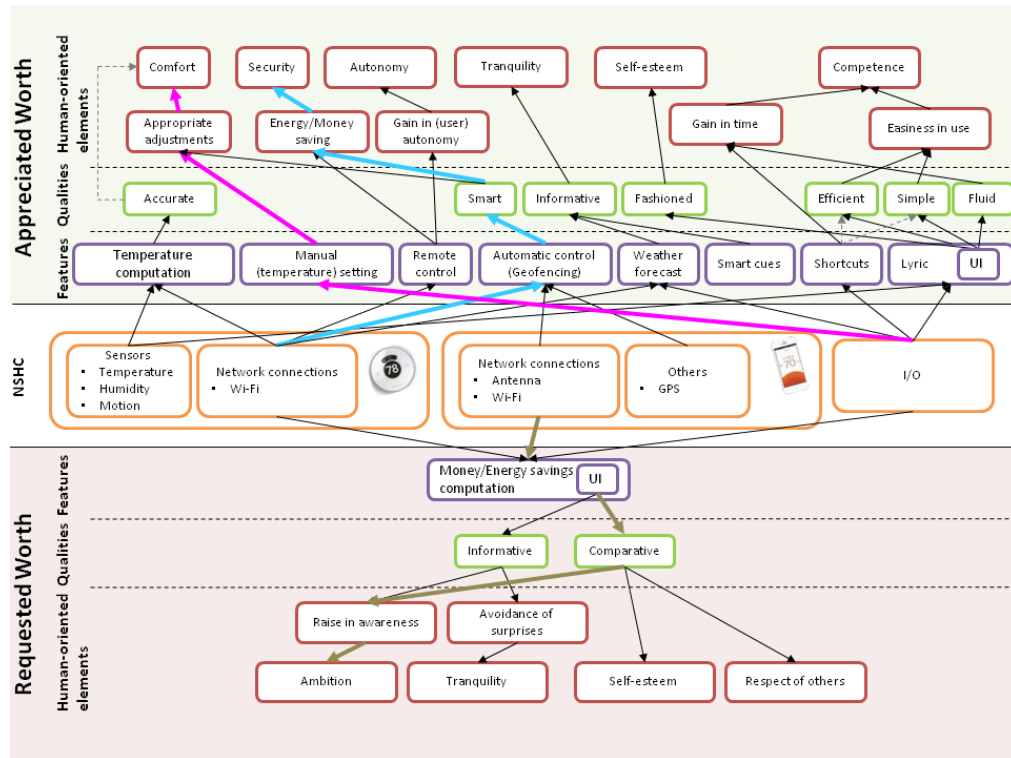 Appreciated Worth
Human-oriented
elements
Comfort
Security
Autonomy
Tranquility
Self-esteem
Competence
Appropriate
adjustments
Energy/Money
saving
Gain in (user)
autonomy
Gain in time
Easiness in use
Qualities
Accurate
Smart
Informative
Fashioned
Efficient
Simple
Fluid
Features
Temperature
computation
Manual
(temperature) setting
Remote
control
Automatic control
(Geofencing)
Weather
forecast
Smart cues
Shortcuts
Lyric
UI
NSHC
Sensors
▪ Temperature
▪ Humidity
▪ Motion
Network connections
▪ Wi-Fi
78
Network connections
▪ Antenna
▪ Wi-Fi
Others
▪ GPS
70
I/O
Requested Worth
Features
Money/Energy savings
computation
UI
Qualities
Informative
Comparative
Human-oriented
elements
Raise in awareness
Avoidance of
surprises
Ambition
Tranquility
Self-esteem
Respect of others